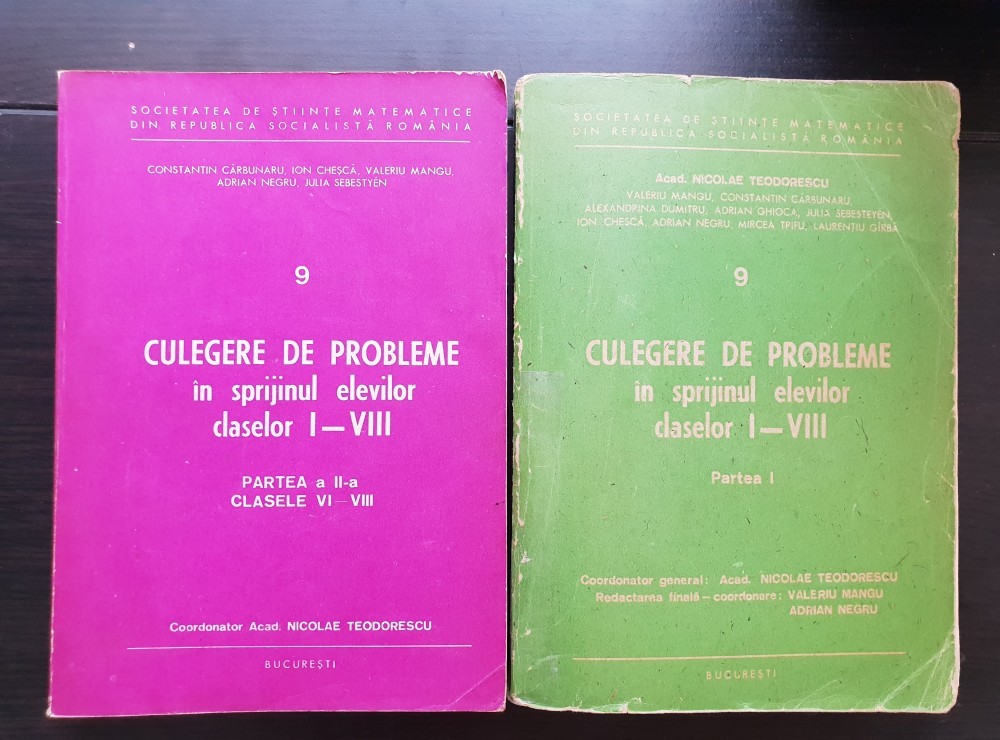 SOCIETATEA DE ȘTIINȚE MATEMATICE
DIN REPUBLICA SOCIALISTĂ ROMÂNIA
CONSTANTIN CĂRBUNARU, ION CHEȘCĂ, VALERIU MANGU,
ADRIAN NEGRU, JULIA SEBESTYÉN
9
CULEGERE DE PROBLEME
în sprijinul elevilor
claselor I—VIII
PARTEA a II-a
CLASELE VI—VIII
Coordonator Acad. NICOLAE TEODORESCU
BUCUREȘTI
SOCIETATEA DE ȘTIINȚE MATEMATICE
DIN REPUBLICA SOCIALISTĂ ROMÂNIA
Acad. NICOLAE TEODORESCU
VALERIU MANGU, CONSTANTIN CĂRBUNARU,
ALEXANDRINA DUMITRU, ADRIAN GHIOCA, JULIA SEBESTEYÉN,
ION CHEȘCĂ, ADRIAN NEGRU, MIRCEA TRIFU, LAURENȚIU GÎRBĂ
9
CULEGERE DE PROBLEME
în sprijinul elevilor
claselor I—VIII
Partea I
Coordonator general: Acad. NICOLAE TEODORESCU
Redactarea finală – coordonare: VALERIU MANGU
ADRIAN NEGRU
BUCUREȘTI